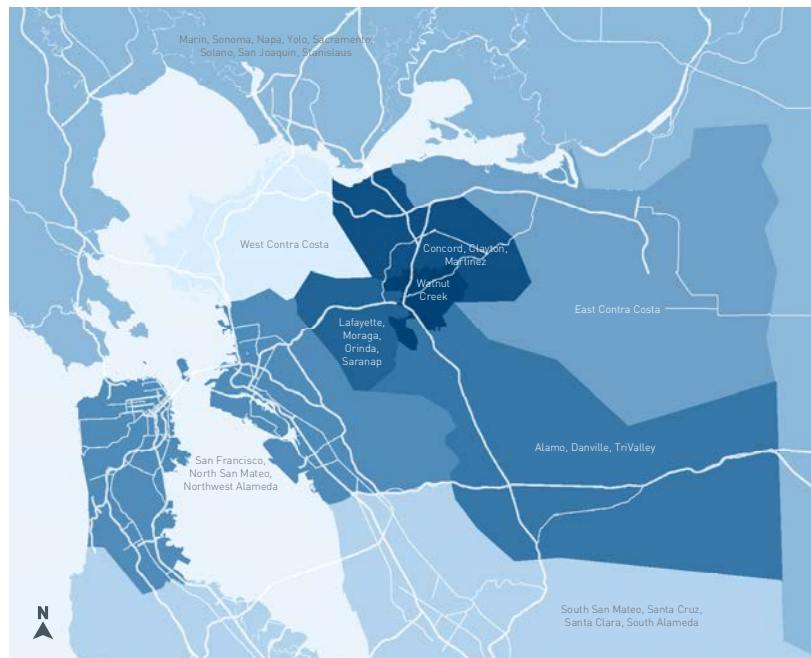 Marin, Sonoma, Napa, Yolo, Sacramento,
Solano, San Joaquin, Stanislaus
West Contra Costa
Concord, Clayton,
Martinez
Walnut
Creek
East Contra Costa
Lafayette,
Moraga,
Orinda,
Saranap
Alamo, Danville, TriValley
San Francisco,
North San Mateo,
Northwest Alameda
South San Mateo, Santa Cruz,
Santa Clara, South Alameda
N